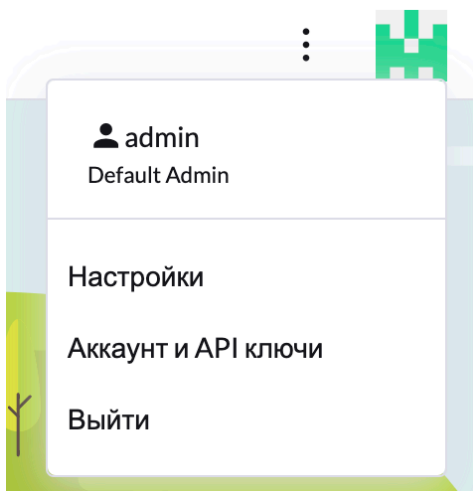 admin
Default Admin
Настройки
Аккаунт и API ключи
Выйти